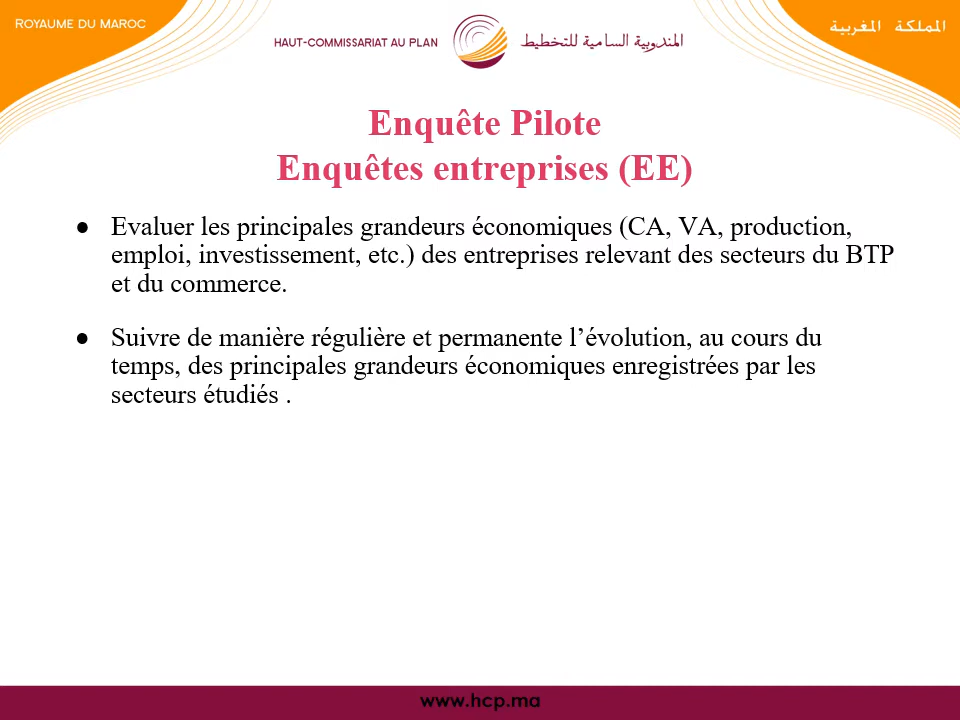 ROYAUME DU MAROC
HAUT-COMMISSARIAT AU PLAN
المندوبية السامية للتخطيط
المملكة المغربية
Enquête Pilote
Enquêtes entreprises (EE)
● Evaluer les principales grandeurs économiques (CA, VA, production,
emploi, investissement, etc.) des entreprises relevant des secteurs du BTP
et du commerce.
● Suivre de manière régulière et permanente l’évolution, au cours du
temps, des principales grandeurs économiques enregistrées par les
secteurs étudiés .
www.hcp.ma